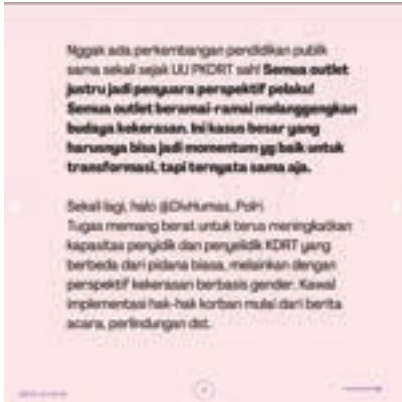 Nggak ada perkembangan pendidikan publik
sama sekali sejak UU PKDRT sah! Semua outlet
justru jadi penyuara perspektif pelaku!
Semua outlet beramai-ramai melanggengkan
budaya kekerasan. Ini kasus besar yang
harusnya bisa jadi momentum yg baik untuk
transformasi, tapi ternyata sama aja.
Sekali lagi, halo @DivHumas_Polri
Tugas memang berat untuk terus meningkatkan
kapasitas penyidik dan penyelidik KDRT yang
berbeda dari pidana biasa, melainkan dengan
perspektif kekerasan berbasis gender. Kawal
implementasi hak-hak korban mulai dari berita
acara, perlindungan dst.